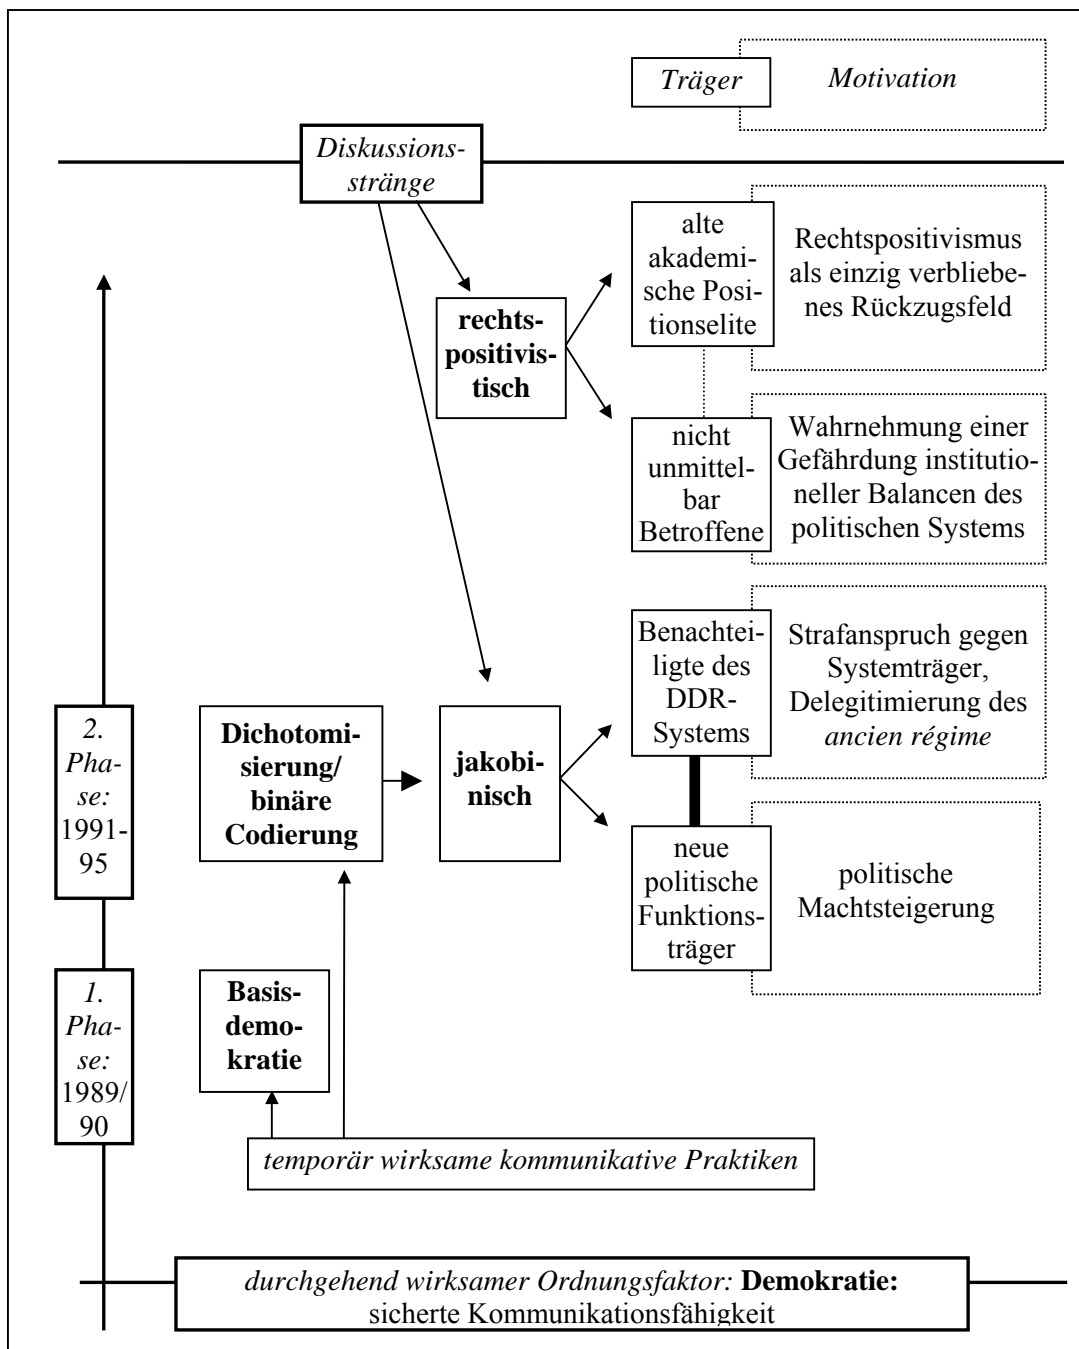 Träger
Motivation
Diskussions-
stränge
alte
akademi-
sche Posi-
tionselite
Rechtspositivismus
als einzig verbliebe-
nes Rückzugsfeld
rechts-
positivis-
tisch
nicht
unmittel-
bar
Betroffene
Wahrnehmung einer
Gefährdung institutio-
neller Balancen des
politischen Systems
Benachtei-
ligte des
DDR-
Systems
Strafanspruch gegen
Systemträger,
Delegitimierung des
ancien régime
2.
Pha-
se:
1991-
95
Dichotomi-
sierung/
binäre
Codierung
jakobi-
nisch
neue
politische
Funktions-
träger
politische
Machtsteigerung
1.
Pha-
se:
1989/
90
Basis-
demo-
kratie
temporär wirksame kommunikative Praktiken
durchgehend wirksamer Ordnungsfaktor: Demokratie:
sicherte Kommunikationsfähigkeit